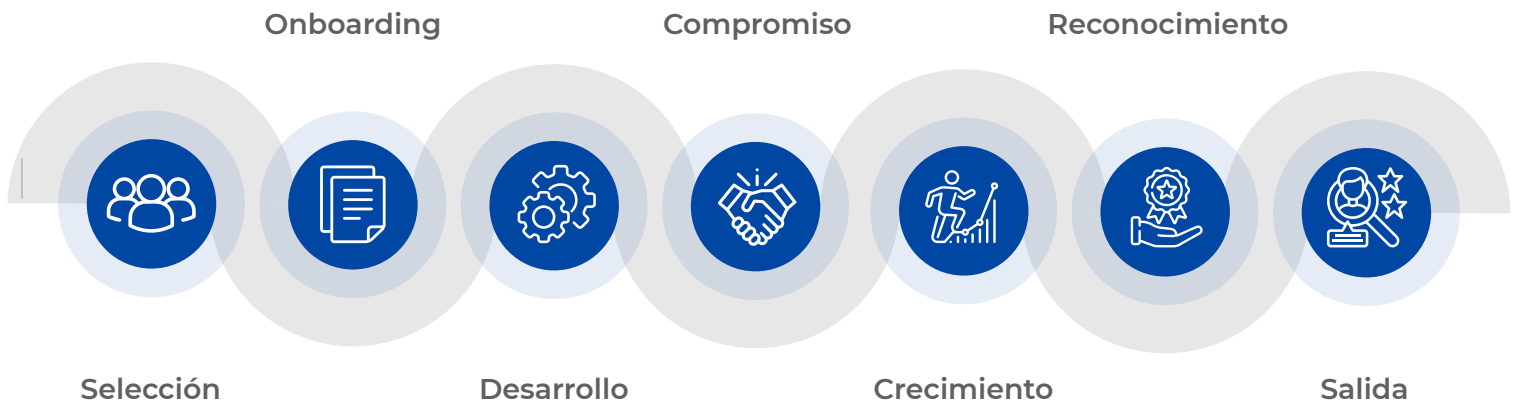 Onboarding
Compromiso
Reconocimiento
Selección
Desarrollo
Crecimiento
Salida